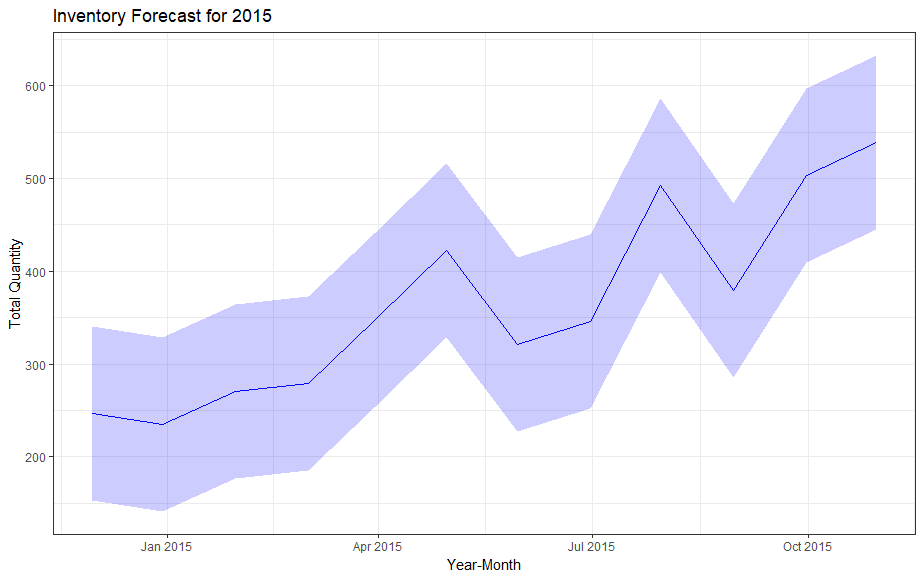 Inventory Forecast for 2015
600
500
400
300
200
Total Quantity
Jan 2015
Apr 2015
Jul 2015
Oct 2015
Year-Month